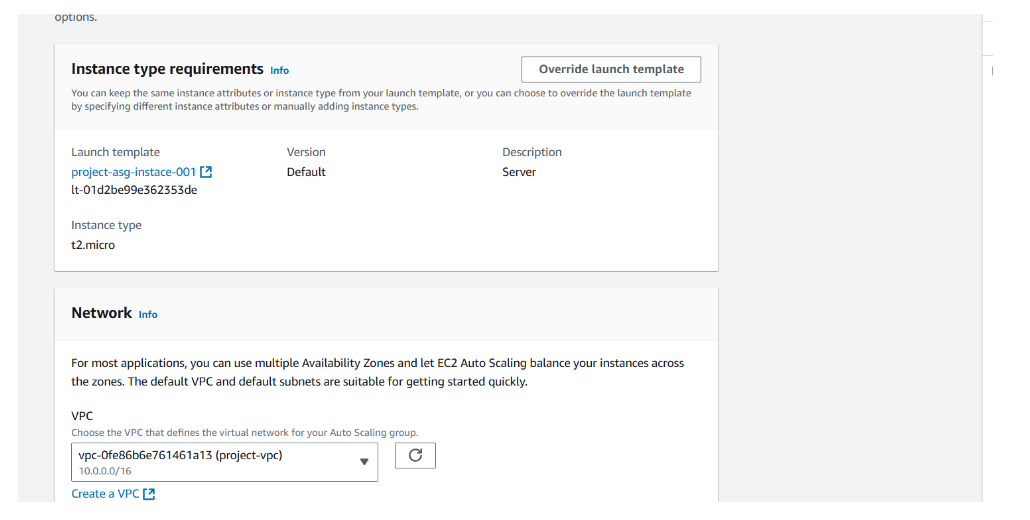 options.
Instance type requirements Info
Override launch template
You can keep the same instance attributes or instance type from your launch template, or you can choose to override the launch template
by specifying different instance attributes or manually adding instance types.
Launch template
Version
Description
project-asg-instace-001
Default
Server
lt-01d2be99e362353de
Instance type
t2.micro
Network Info
For most applications, you can use multiple Availability Zones and let EC2 Auto Scaling balance your instances across
the zones. The default VPC and default subnets are suitable for getting started quickly.
VPC
Choose the VPC that defines the virtual network for your Auto Scaling group.
vpc-0fe86b6e761461a13 (project-vpc)
10.0.0.0/16
Create a VPC